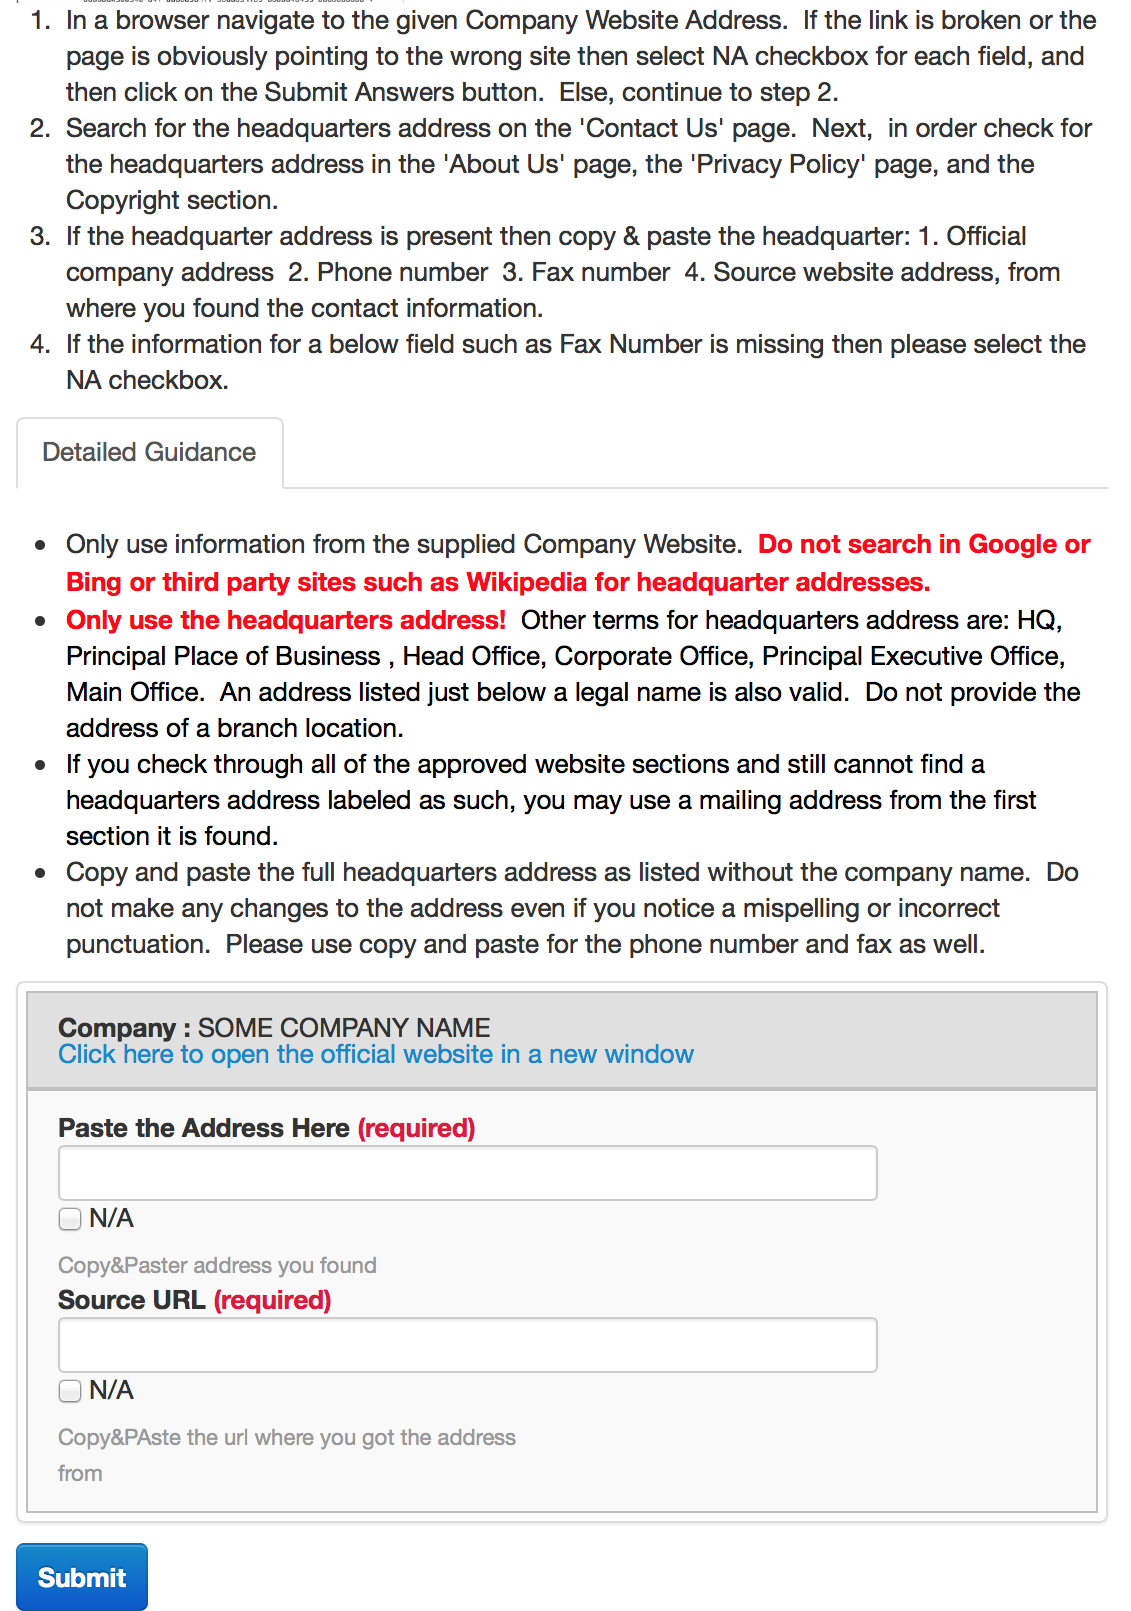 1. In a browser navigate to the given Company Website Address.  If the link is broken or the
page is obviously pointing to the wrong site then select NA checkbox for each field, and
then click on the Submit Answers button.  Else, continue to step 2.
2. Search for the headquarters address on the 'Contact Us' page.  Next,  in order check for
the headquarters address in the 'About Us' page, the 'Privacy Policy' page, and the
Copyright section.
3. If the headquarter address is present then copy & paste the headquarter: 1. Official
company address  2. Phone number  3. Fax number  4. Source website address, from
where you found the contact information.
4. If the information for a below field such as Fax Number is missing then please select the
NA checkbox.
Detailed Guidance
• Only use information from the supplied Company Website.  Do not search in Google or
Bing or third party sites such as Wikipedia for headquarter addresses.
• Only use the headquarters address!  Other terms for headquarters address are: HQ,
Principal Place of Business , Head Office, Corporate Office, Principal Executive Office,
Main Office.  An address listed just below a legal name is also valid.  Do not provide the
address of a branch location.
• If you check through all of the approved website sections and still cannot find a
headquarters address labeled as such, you may use a mailing address from the first
section it is found.
• Copy and paste the full headquarters address as listed without the company name.  Do
not make any changes to the address even if you notice a mispelling or incorrect
punctuation.  Please use copy and paste for the phone number and fax as well.
Company : SOME COMPANY NAME
Click here to open the official website in a new window
Paste the Address Here (required)
N/A
Copy&Paster address you found
Source URL (required)
N/A
Copy&PAste the url where you got the address
from
Submit